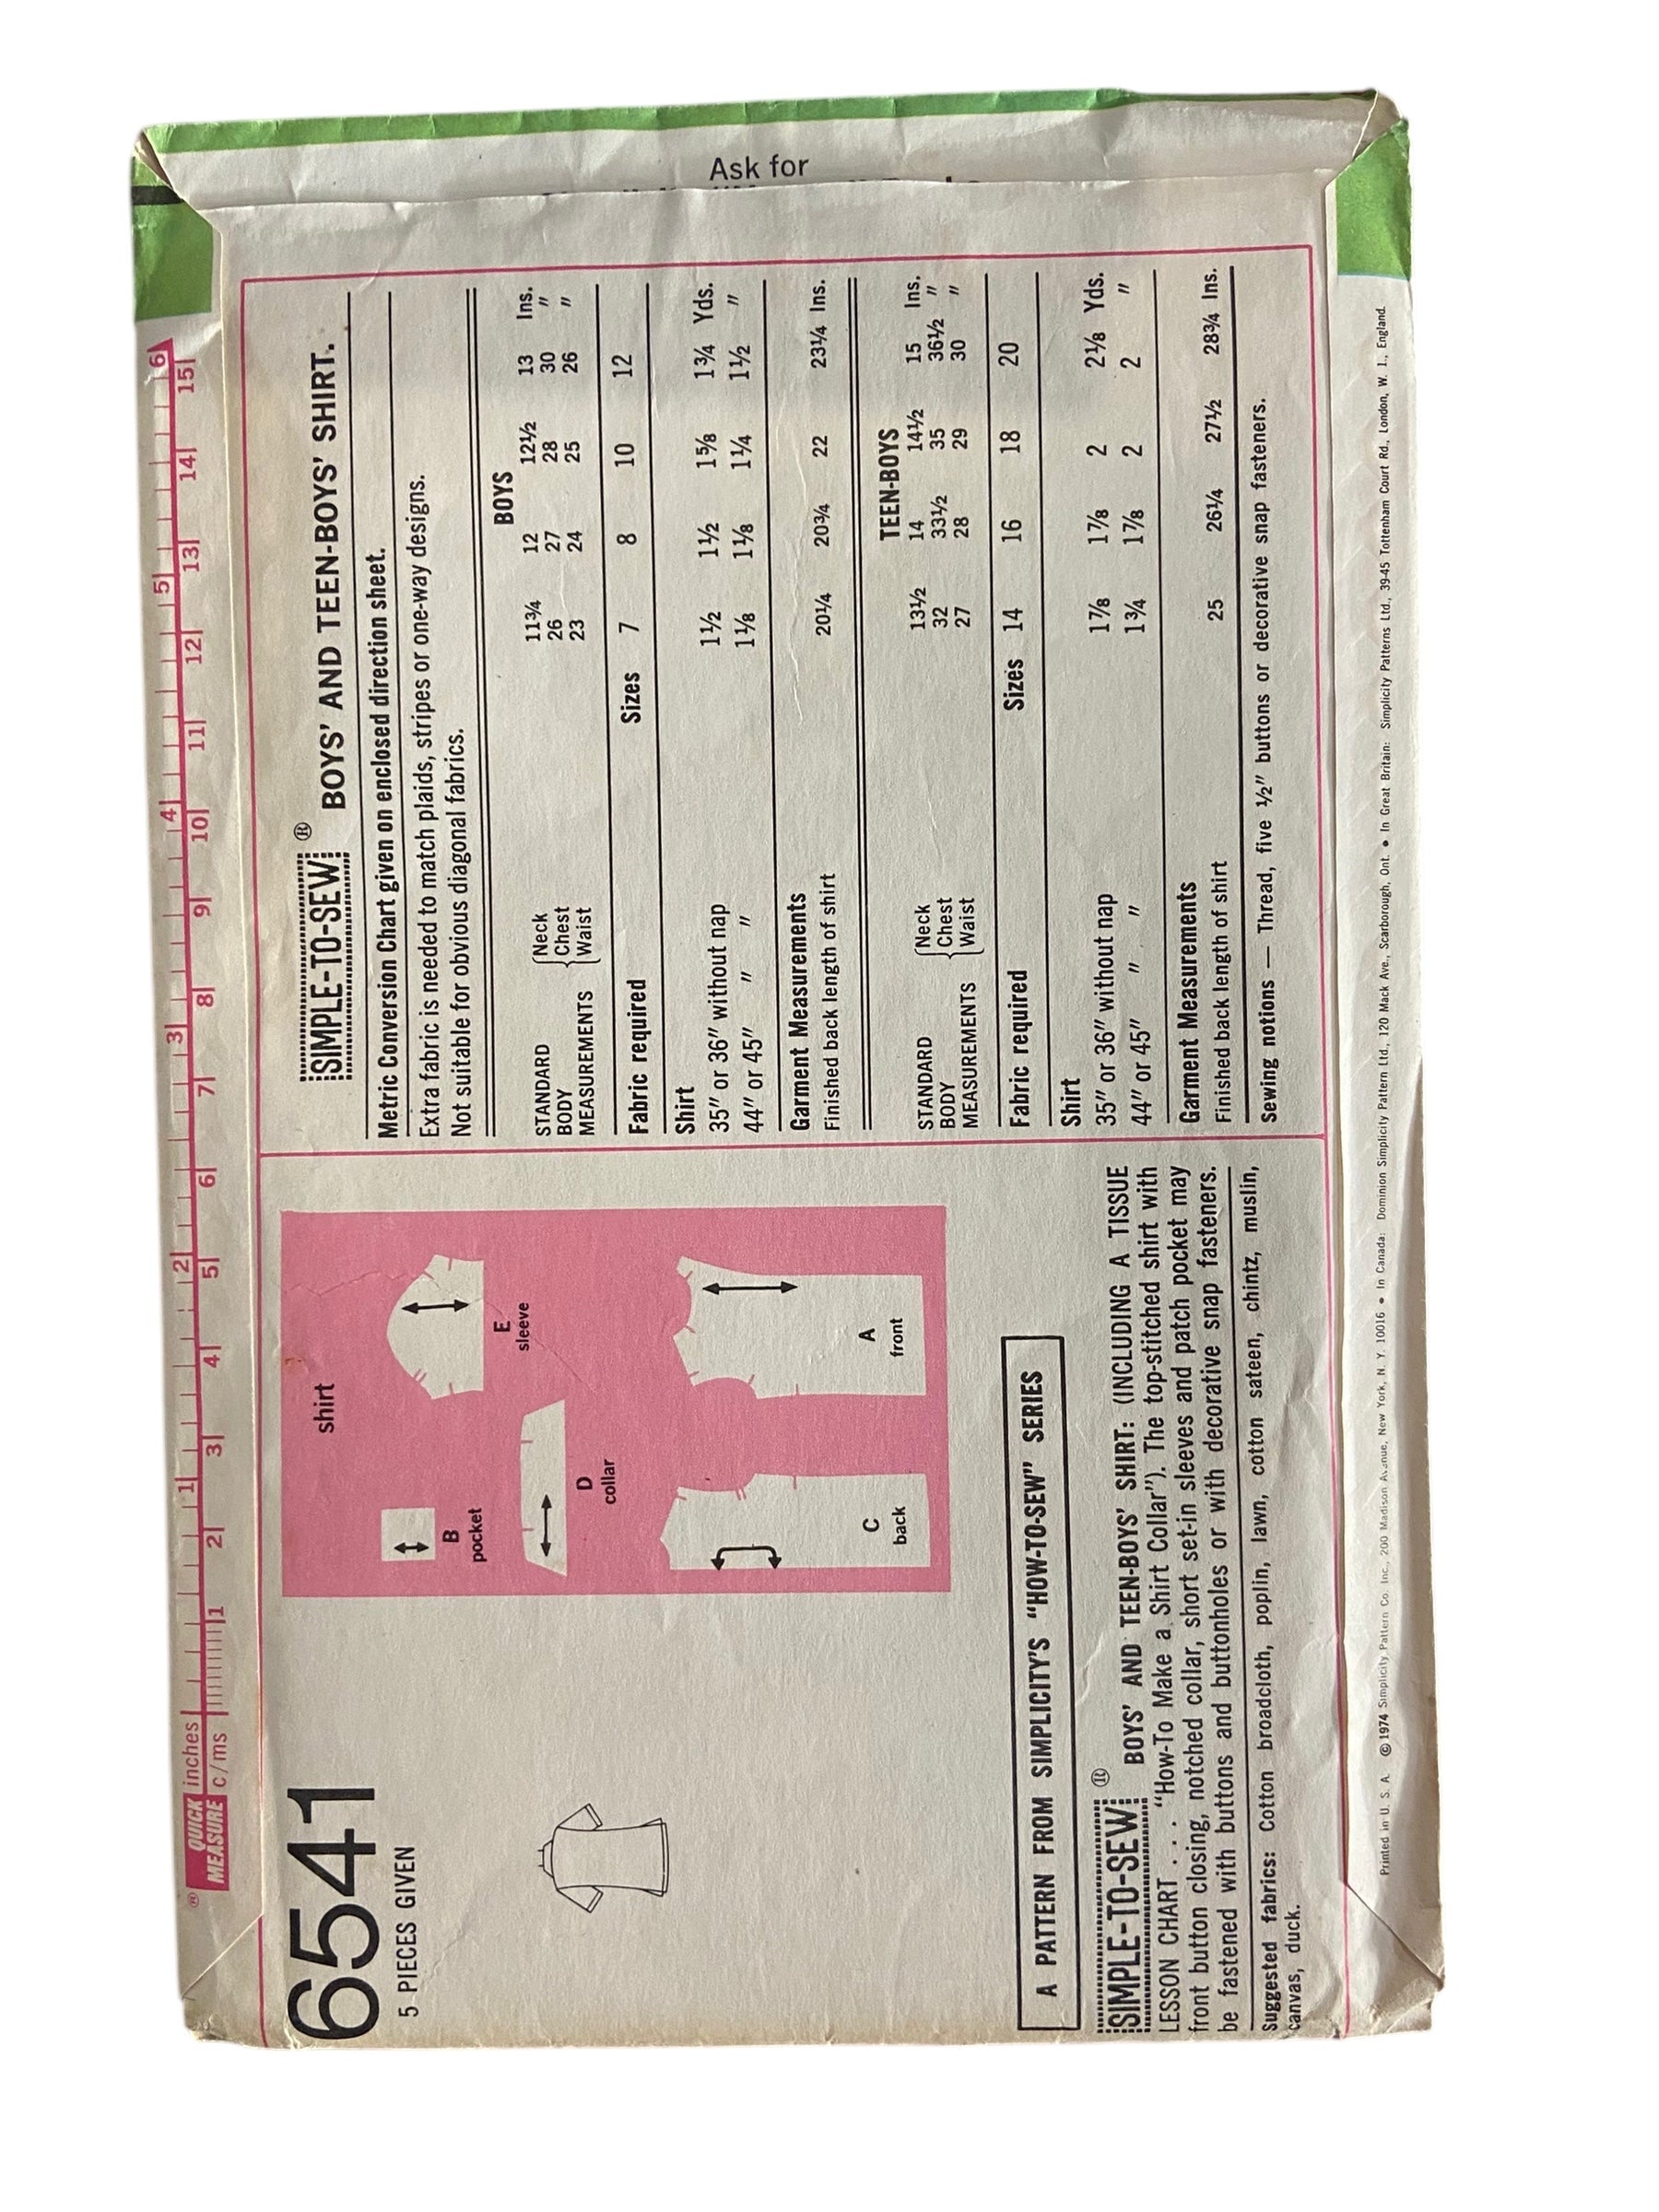 Ask for
® QUICK MEASURE inches 1 2 3 4 5 6
c/ms 1 2 3 4 5 6 7 8 9 10 11 12 13 14 15
6541
5 PIECES GIVEN
shirt
B
pocket
E
sleeve
D
collar
C
back
A
front
A PATTERN FROM SIMPLICITY'S "HOW-TO-SEW" SERIES
SIMPLE-TO-SEW® BOYS' AND TEEN-BOYS' SHIRT: (INCLUDING A TISSUE
LESSON CHART . . . "How-To Make a Shirt Collar"). The top-stitched shirt with
front button closing, notched collar, short set-in sleeves and patch pocket may
be fastened with buttons and buttonholes or with decorative snap fasteners.
Suggested fabrics: Cotton broadcloth, poplin, lawn, cotton sateen, chintz, muslin,
canvas, duck.
SIMPLE-TO-SEW® BOYS' AND TEEN-BOYS' SHIRT.
Metric Conversion Chart given on enclosed direction sheet.
Extra fabric is needed to match plaids, stripes or one-way designs.
Not suitable for obvious diagonal fabrics.
BOYS
STANDARD { Neck 11¾ 12 12½ 13 Ins.
BODY { Chest 26 27 28 30 "
MEASUREMENTS { Waist 23 24 25 26 "
Fabric required Sizes 7 8 10 12
Shirt
35" or 36" without nap 1½ 1½ 1⅝ 1¾ Yds.
44" or 45" " " 1⅛ 1⅛ 1¼ 1½ "
Garment Measurements
Finished back length of shirt 20¼ 20¾ 22 23¼ Ins.
TEEN-BOYS
STANDARD { Neck 13½ 14 14½ 15 Ins.
BODY { Chest 32 33½ 35 36½ "
MEASUREMENTS { Waist 27 28 29 30 "
Fabric required Sizes 14 16 18 20
Shirt
35" or 36" without nap 1⅞ 1⅞ 2 2⅛ Yds.
44" or 45" " " 1¾ 1⅞ 2 2 "
Garment Measurements
Finished back length of shirt 25 26¼ 27½ 28¾ Ins.
Sewing notions — Thread, five ½" buttons or decorative snap fasteners.
Printed in U. S. A. © 1974 Simplicity Pattern Co. Inc., 200 Madison Avenue, New York, N. Y. 10016 • In Canada: Dominion Simplicity Pattern Ltd., 120 Mack Ave., Scarborough, Ont. • In Great Britain: Simplicity Patterns Ltd., 39-45 Tottenham Court Rd., London, W. 1., England.